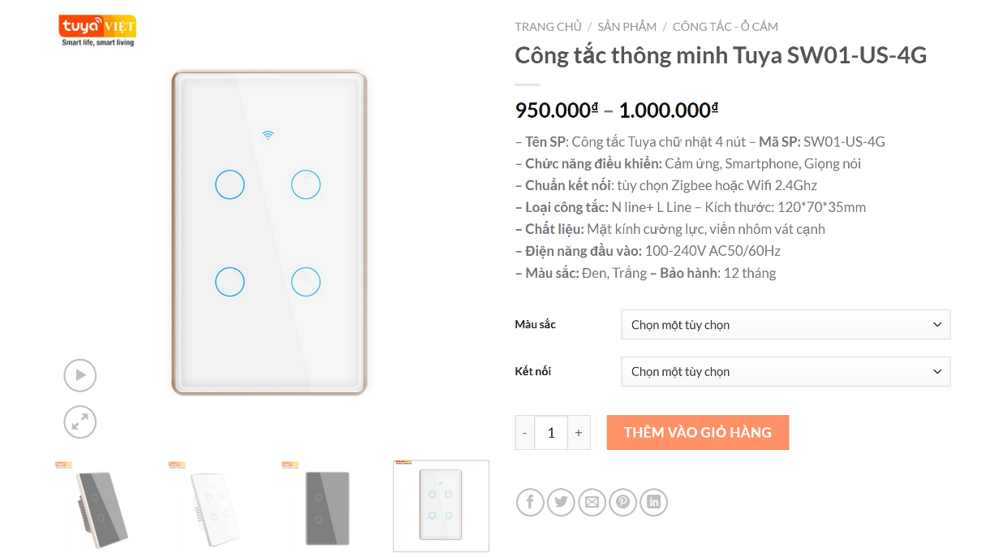 tuya VIỆT
Smart life, smart living
TRANG CHỦ / SẢN PHẨM / CÔNG TẮC - Ổ CẮM
Công tắc thông minh Tuya SW01-US-4G
950.000₫ – 1.000.000₫
– Tên SP: Công tắc Tuya chữ nhật 4 nút – Mã SP: SW01-US-4G
– Chức năng điều khiển: Cảm ứng, Smartphone, Giọng nói
– Chuẩn kết nối: tùy chọn Zigbee hoặc Wifi 2.4Ghz
– Loại công tắc: N line+ L Line – Kích thước: 120*70*35mm
– Chất liệu: Mặt kính cường lực, viền nhôm vát cạnh
– Điện năng đầu vào: 100-240V AC50/60Hz
– Màu sắc: Đen, Trắng – Bảo hành: 12 tháng
Màu sắc Chọn một tùy chọn
Kết nối Chọn một tùy chọn
- 1 + THÊM VÀO GIỎ HÀNG